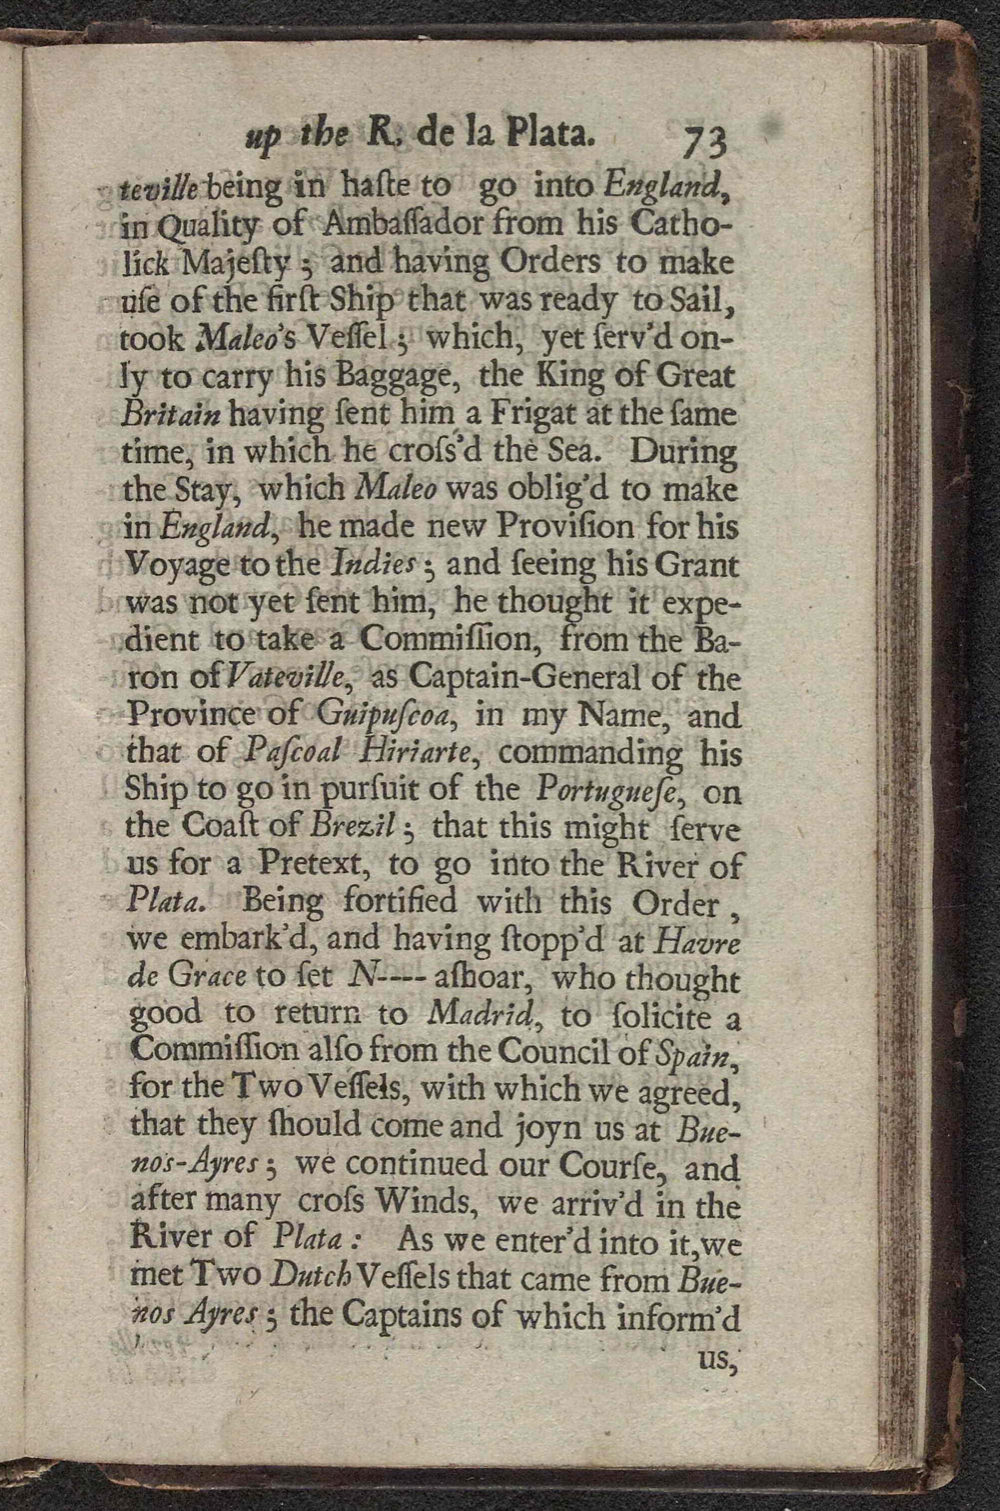 up the R. de la Plata. 73
teville being in haſte to go into England,
in Quality of Ambaſſador from his Catho-
lick Majeſty; and having Orders to make
uſe of the firſt Ship that was ready to Sail,
took Maleo's Veſſel; which, yet ſerv'd on-
ly to carry his Baggage, the King of Great
Britain having ſent him a Frigat at the ſame
time, in which he croſs'd the Sea. During
the Stay, which Maleo was oblig'd to make
in England, he made new Proviſion for his
Voyage to the Indies; and ſeeing his Grant
was not yet ſent him, he thought it expe-
dient to take a Commiſſion, from the Ba-
ron of Vateville, as Captain-General of the
Province of Guipuſcoa, in my Name, and
that of Paſcoal Hiriarte, commanding his
Ship to go in purſuit of the Portugueſe, on
the Coaſt of Brezil; that this might ſerve
us for a Pretext, to go into the River of
Plata. Being fortified with this Order,
we embark'd, and having ſtopp'd at Havre
de Grace to ſet N---- aſhoar, who thought
good to return to Madrid, to ſolicite a
Commiſſion alſo from the Council of Spain,
for the Two Veſſels, with which we agreed,
that they ſhould come and joyn us at Bue-
nos-Ayres; we continued our Courſe, and
after many croſs Winds, we arriv'd in the
River of Plata: As we enter'd into it, we
met Two Dutch Veſſels that came from Bue-
nos Ayres; the Captains of which inform'd
us,